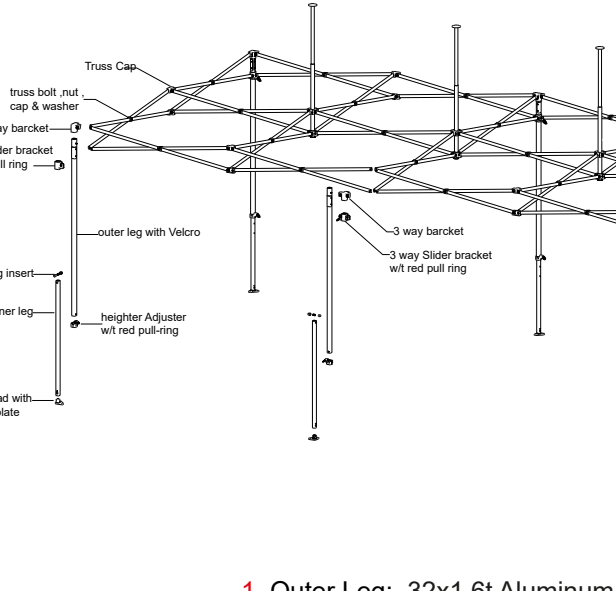 Truss Cap
truss bolt ,nut ,
cap & washer
ay barcket
der bracket
ll ring
outer leg with Velcro
3 way barcket
3 way Slider bracket
w/t red pull ring
g insert
ner leg
heighter Adjuster
w/t red pull-ring
ad with
plate
1. Outer Leg: 32x1.6t Aluminum